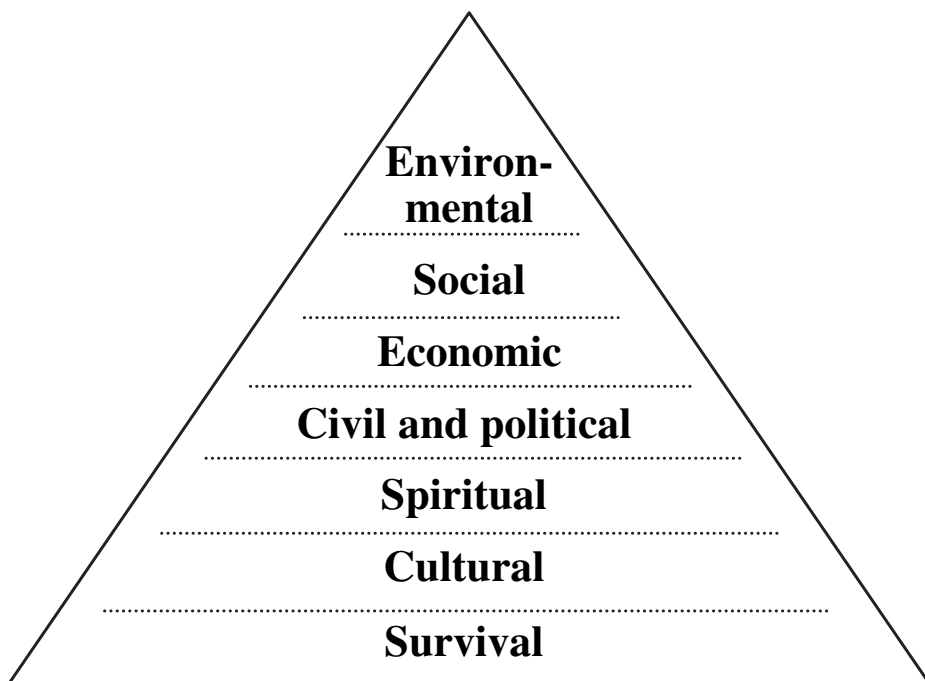 Environ-
mental
Social
Economic
Civil and political
Spiritual
Cultural
Survival